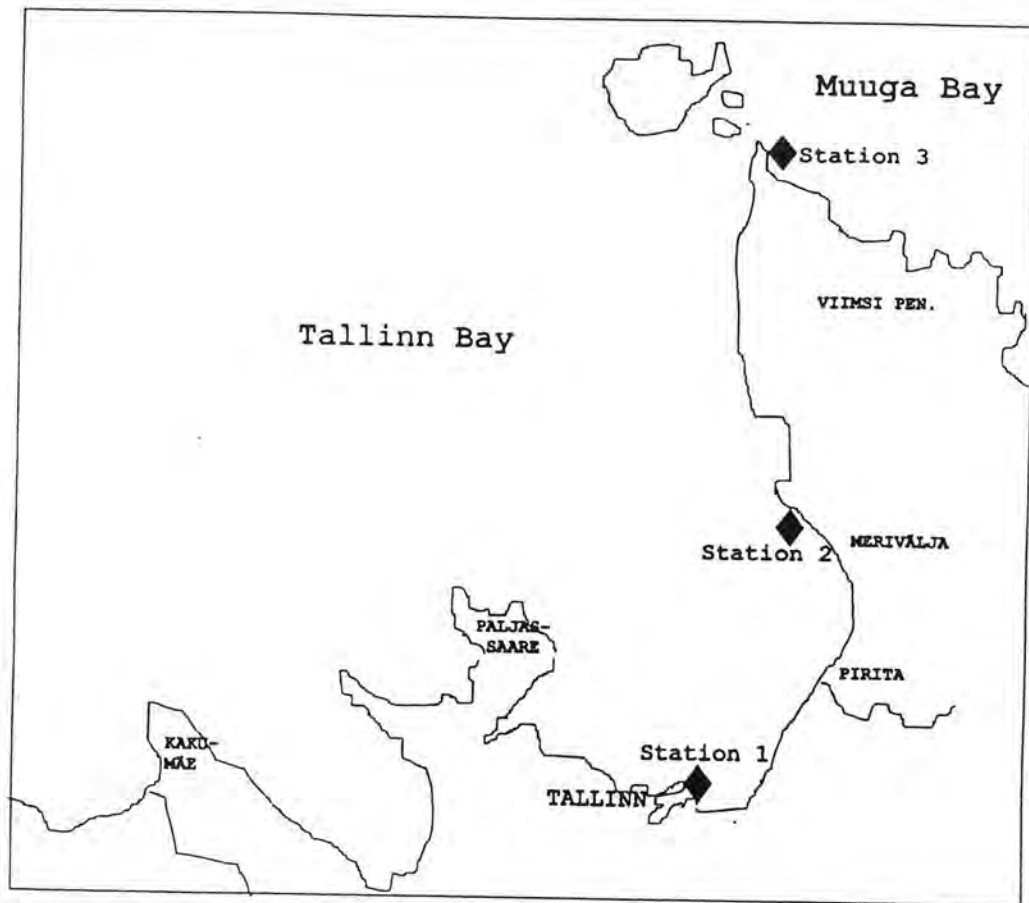 Muuga Bay
Station 3
VIIMSI PEN.
Tallinn Bay
Station 2
MERIVÄLJA
PALJAS-
SAARE
PIRITA
KAKU-
MÄE
Station 1
TALLINN